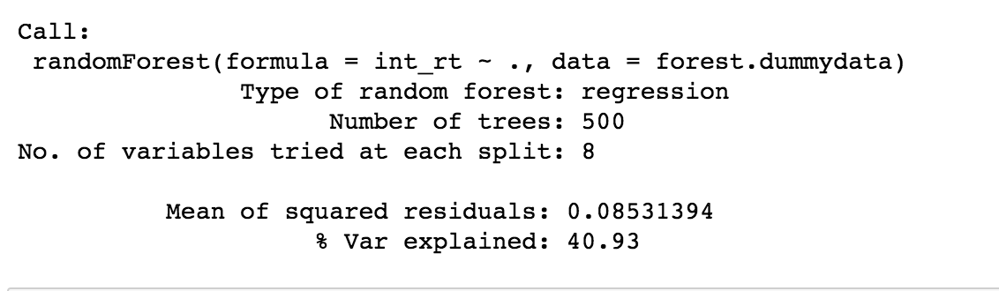 Call:
randomForest(formula = int_rt ~ ., data = forest.dummydata)
Type of random forest: regression
Number of trees: 500
No. of variables tried at each split: 8
Mean of squared residuals: 0.08531394
% Var explained: 40.93